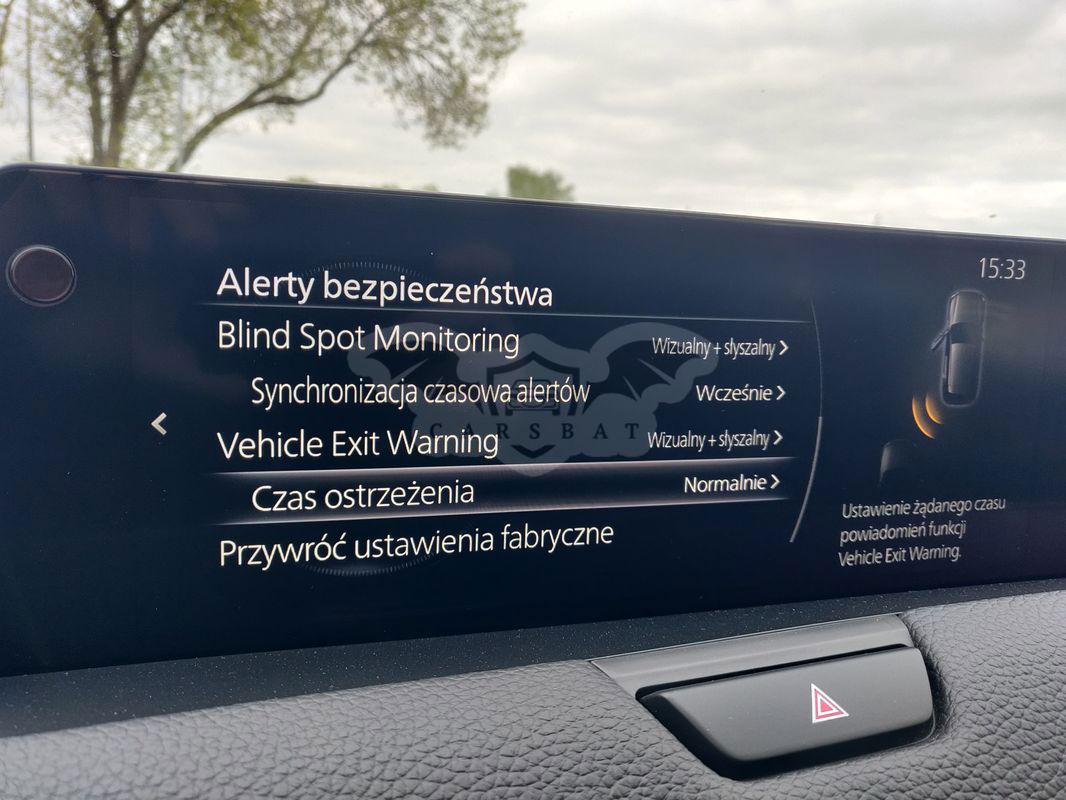 15:33
Alerty bezpieczeństwa
Blind Spot Monitoring Wizualny + słyszalny
Synchronizacja czasowa alertów Wcześnie
Vehicle Exit Warning Wizualny + słyszalny
Czas ostrzeżenia Normalnie
Przywróć ustawienia fabryczne
Ustawienie żądanego czasu
powiadomień funkcji
Vehicle Exit Warning.
CARSBAT